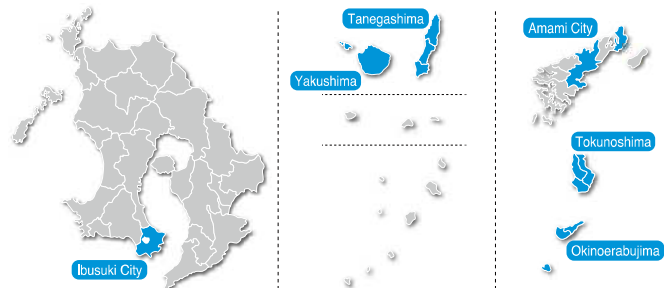 Tanegashima
Yakushima
Amami City
Tokunoshima
Okinoerabujima
Ibusuki City